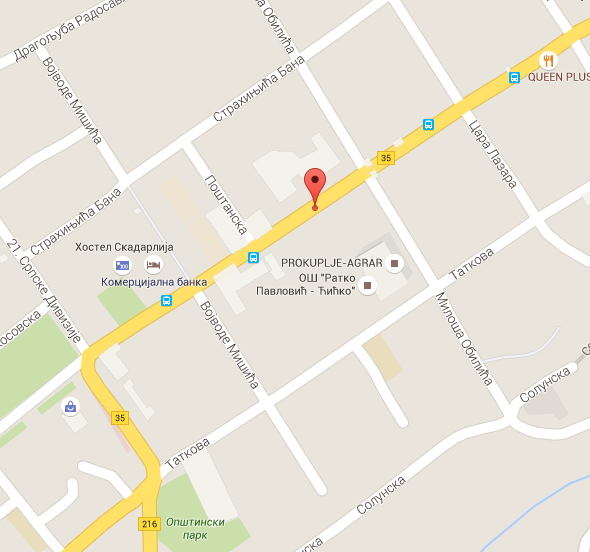 Драгољуба Радосав
Обилића
Војводе Мишића
Страхињића Бана
QUEEN PLUS
35
Цара Лазара
Поштанска
Страхињића Бана
21. Српске Дивизије
Хостел Скадарлија
Комерцијална банка
PROKUPLJE-AGRAR
ОШ "Ратко
Павловић - Ћићко"
Таткова
Косовска
Војводе Мишића
Милоша Обилића
Солунска
35
Таткова
Солунска
216
Општински
парк